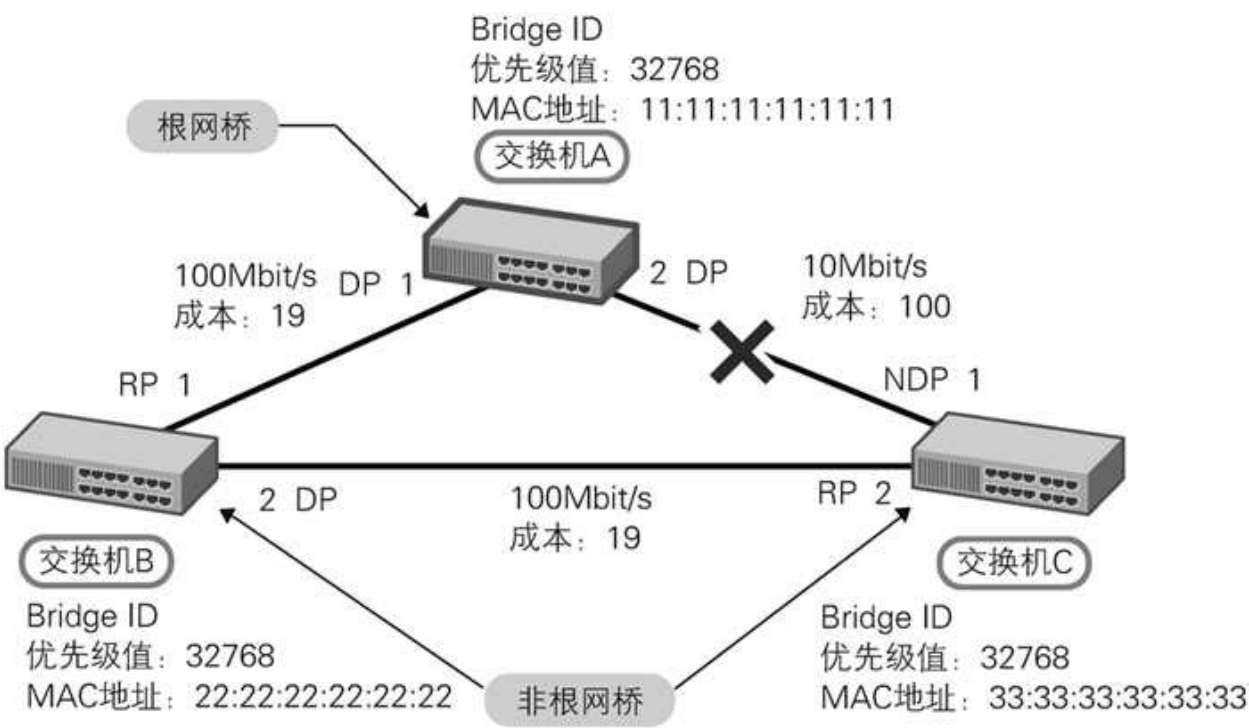 Bridge ID
优先级值：32768
MAC地址：11:11:11:11:11:11
根网桥
交换机A
100Mbit/s
成本：19
DP 1
2 DP
10Mbit/s
成本：100
RP 1
NDP 1
2 DP
100Mbit/s
成本：19
RP 2
交换机B
Bridge ID
优先级值：32768
MAC地址：22:22:22:22:22:22
非根网桥
交换机C
Bridge ID
优先级值：32768
MAC地址：33:33:33:33:33:33